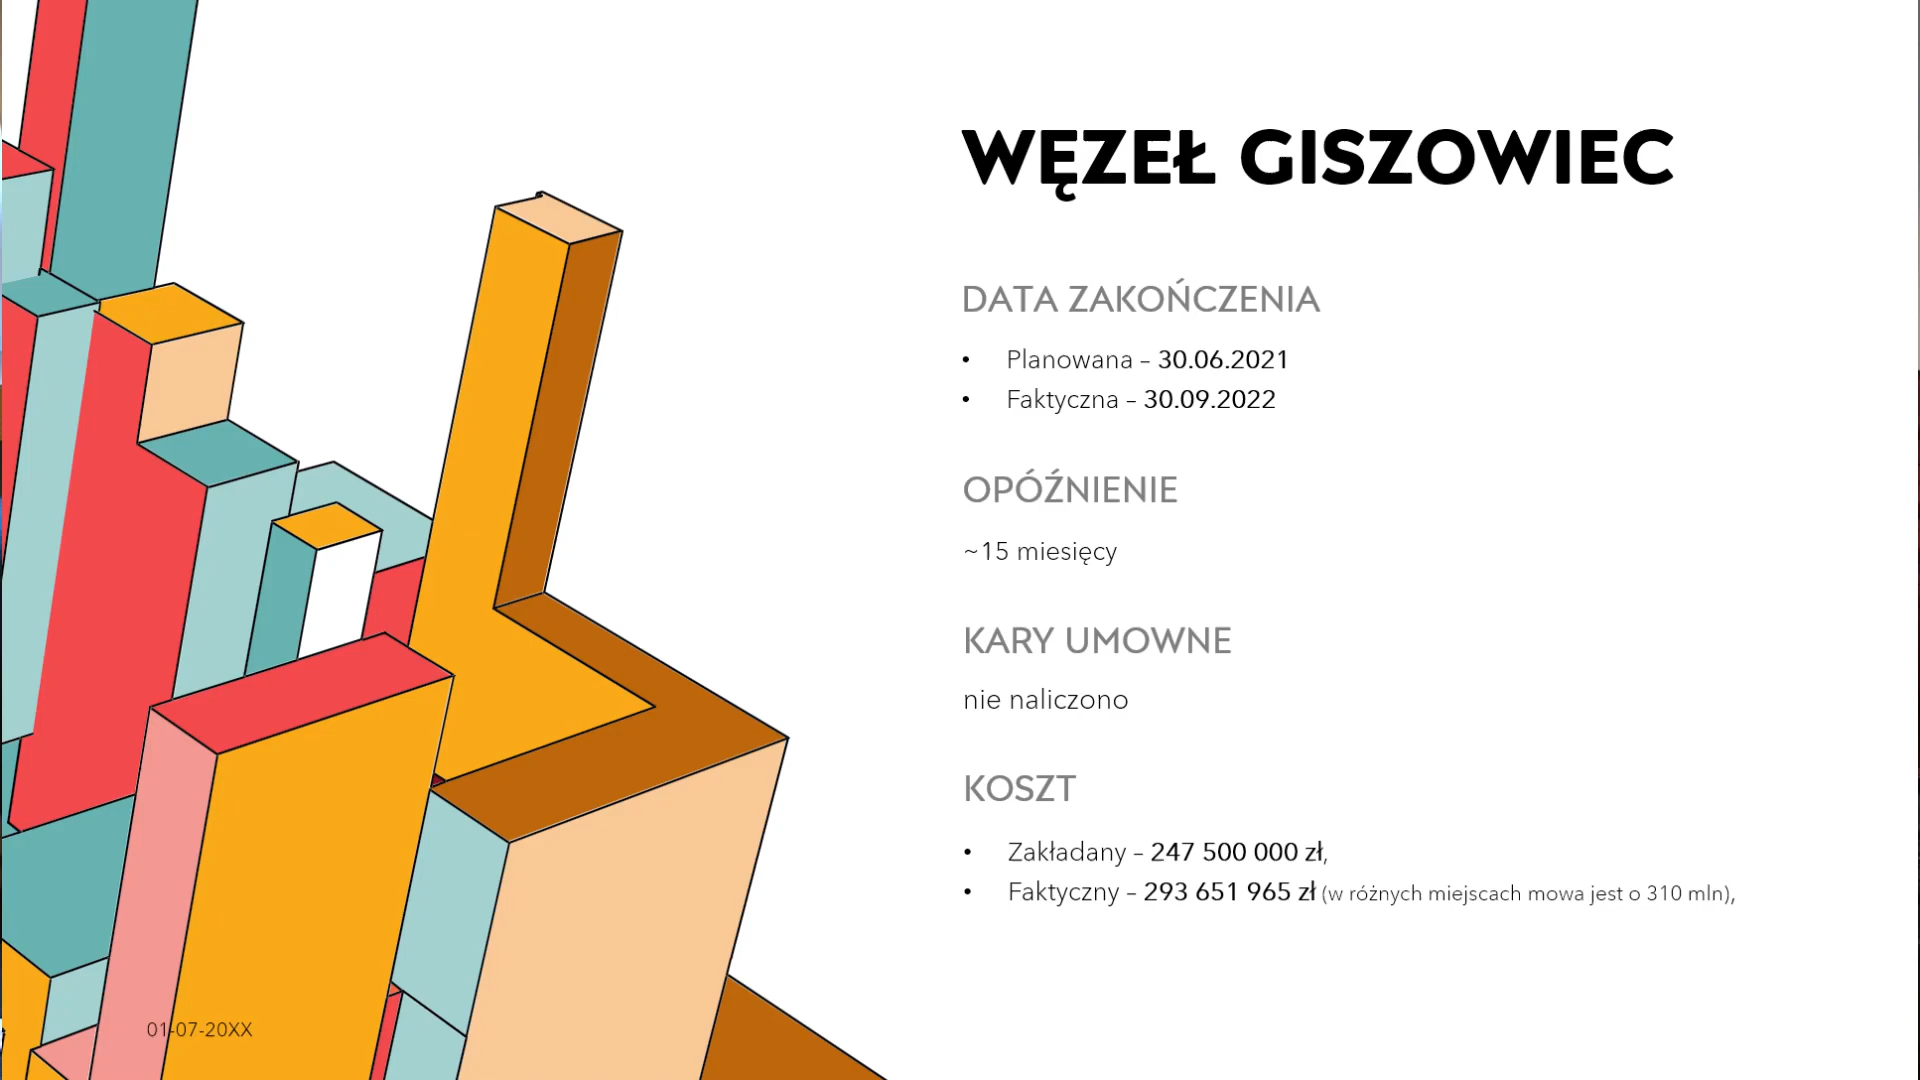 WĘZEŁ GISZOWIEC
DATA ZAKOŃCZENIA
• Planowana – 30.06.2021
• Faktyczna – 30.09.2022
OPÓŹNIENIE
~15 miesięcy
KARY UMOWNE
nie naliczono
KOSZT
• Zakładany – 247 500 000 zł,
• Faktyczny – 293 651 965 zł (w różnych miejscach mowa jest o 310 mln),
01-07-20XX